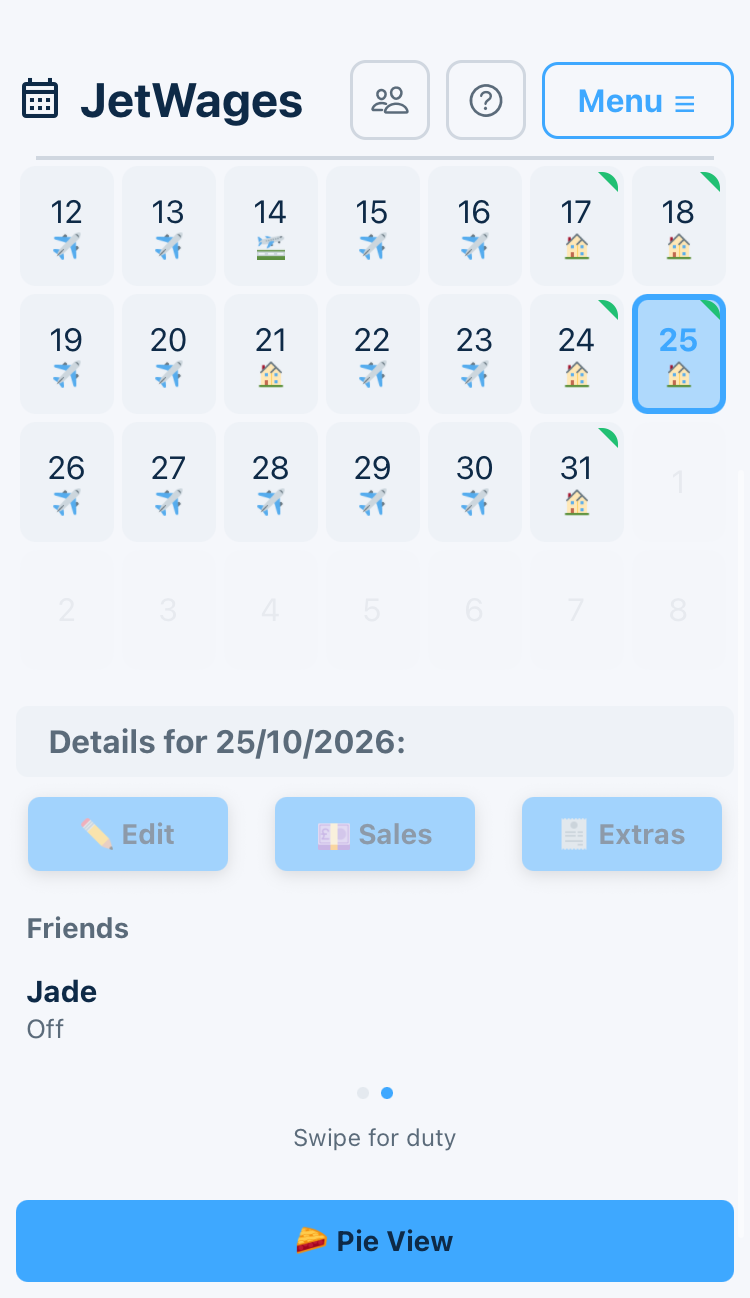 JetWages
Menu
12 13 14 15 16 17 18
19 20 21 22 23 24 25
26 27 28 29 30 31 1
2 3 4 5 6 7 8
Details for 25/10/2026:
Edit Sales Extras
Friends
Jade
Off
Swipe for duty
Pie View